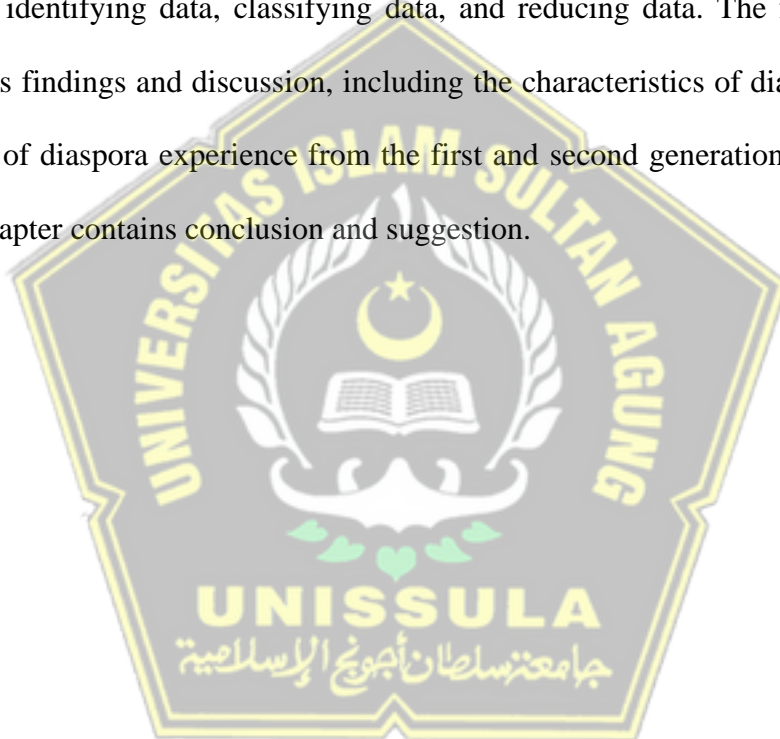 identifying data, classifying data, and reducing data. The
s findings and discussion, including the characteristics of dia
of diaspora experience from the first and second generation
apter contains conclusion and suggestion.
UNIVERSITAS ISLAM SULTAN AGUNG
UNISSULA
جامعة سلطان أجونج الإسلامية